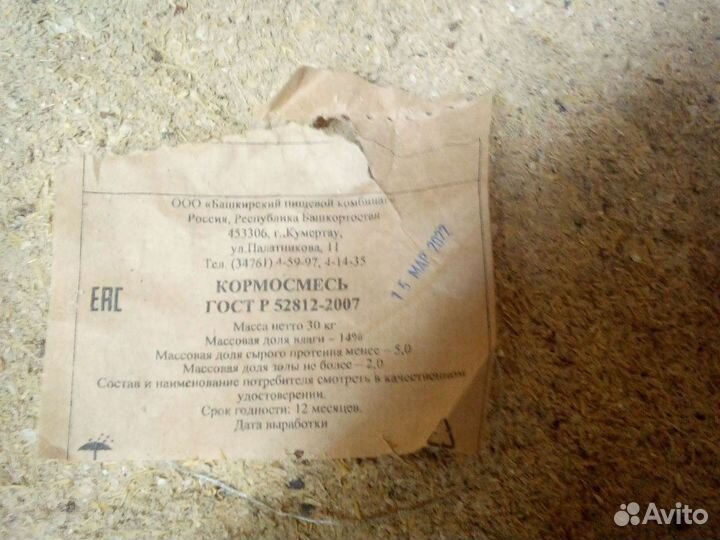 ООО «Башкирский пищевой комбинат
Россия, Республика Башкортостан
453306, г. Кумертау,
ул.Палатникова, 11
Тел. (34761) 4-59-97, 4-14-35
КОРМОСМЕСЬ
ГОСТ Р 52812-2007
Масса нетто 30 кг
Массовая доля влаги – 14%
Массовая доля сырого протеина менее – 5,0
Массовая доля золы не более – 2,0
Состав и наименование потребителя смотреть в качественном
удостоверении.
Срок годности: 12 месяцев.
Дата выработки
15 МАР 2022
EAC
Avito